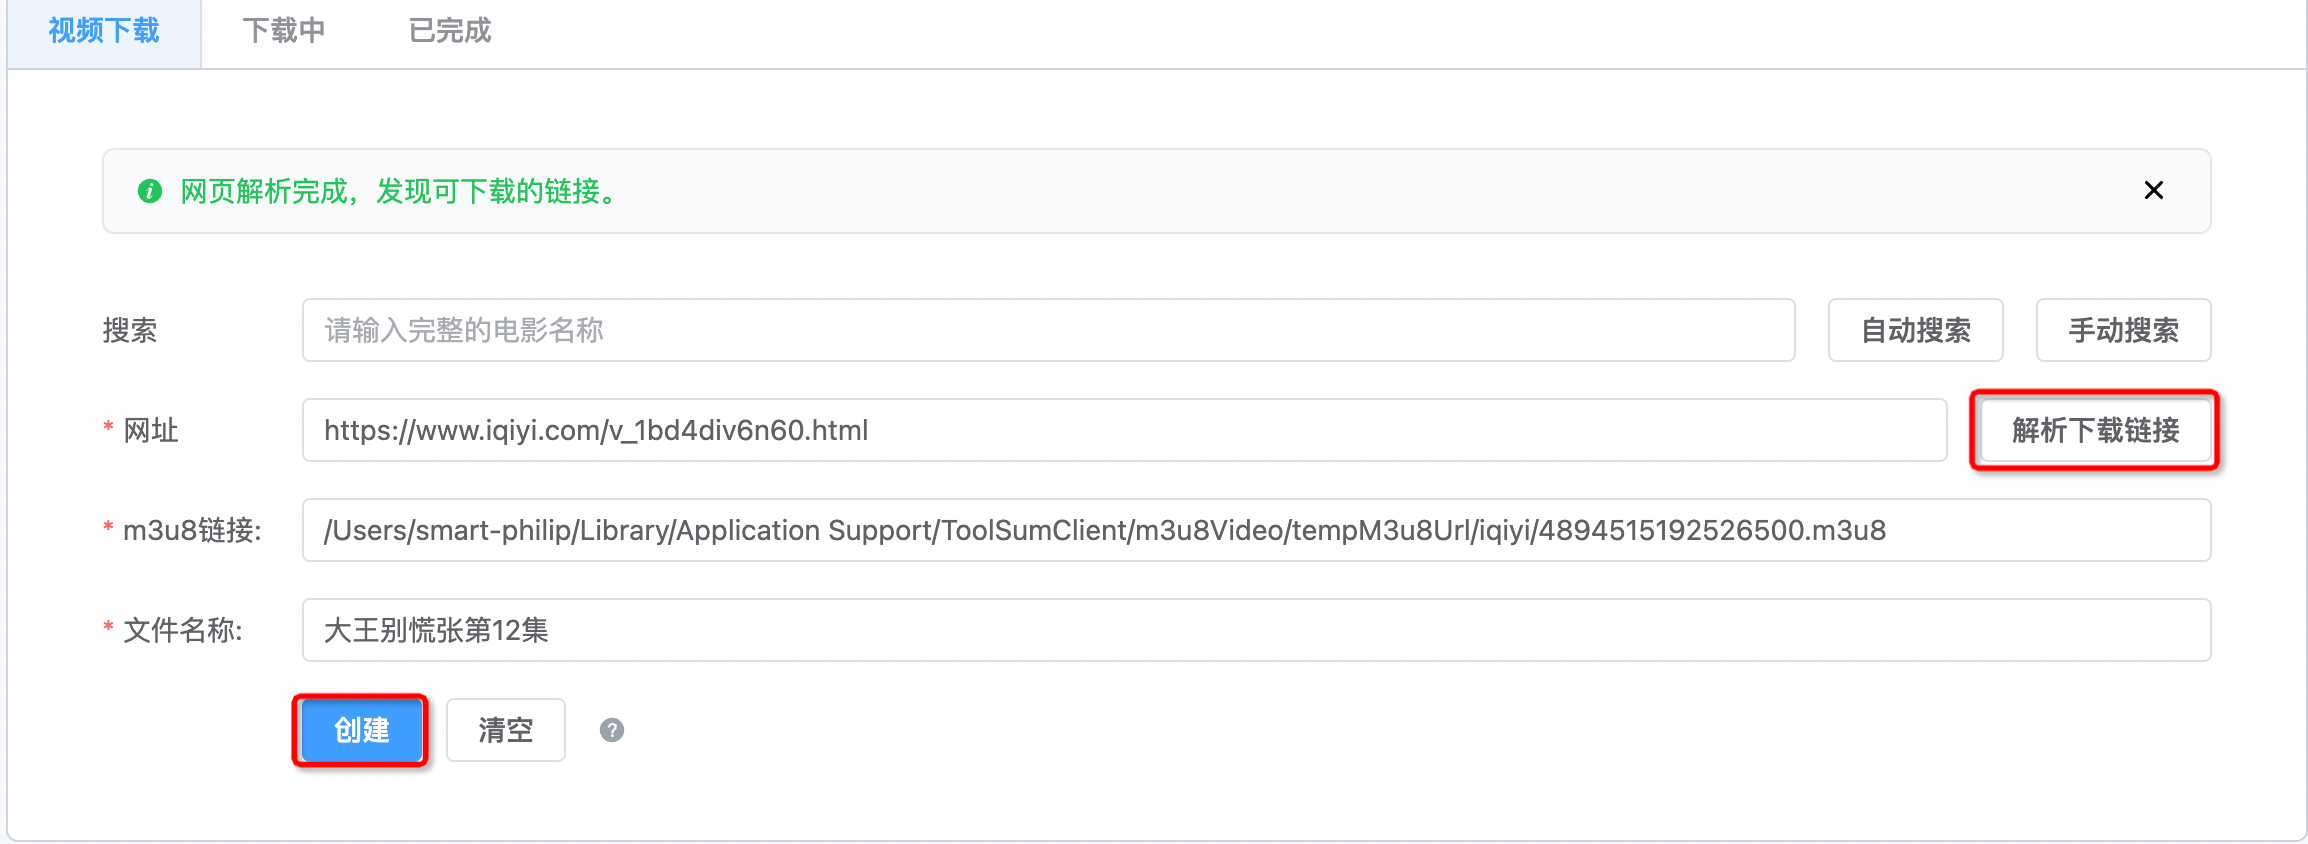 视频下载 下载中 已完成
网页解析完成，发现可下载的链接。
搜索 请输入完整的电影名称 自动搜索 手动搜索
* 网址 https://www.iqiyi.com/v_1bd4div6n60.html 解析下载链接
* m3u8链接: /Users/smart-philip/Library/Application Support/ToolSumClient/m3u8Video/tempM3u8Url/iqiyi/4894515192526500.m3u8
* 文件名称: 大王别慌张第12集
创建 清空 ?